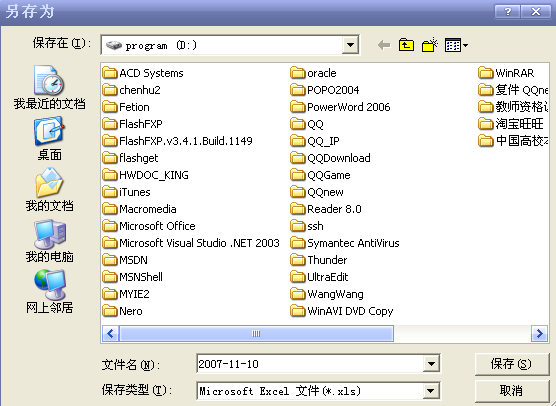 另存为
保存在(I):
program (D:)
我最近的文档
桌面
我的文档
我的电脑
网上邻居
ACD Systems
chenhu2
Fetion
FlashFXP
FlashFXP.v3.4.1.Build.1149
flashget
HWDOC_KING
iTunes
Macromedia
Microsoft Office
Microsoft Visual Studio .NET 2003
MSDN
MSNShell
MYIE2
Nero
oracle
POPO2004
PowerWord 2006
QQ
QQ_IP
QQDownload
QQGame
QQnew
Reader 8.0
ssh
Symantec AntiVirus
Thunder
UltraEdit
WangWang
WinAVI DVD Copy
WinRAR
复件 QQne
教师资格
淘宝旺旺
中国高校
文件名(N):
2007-11-10
保存(S)
保存类型(T):
Microsoft Excel 文件(*.xls)
取消